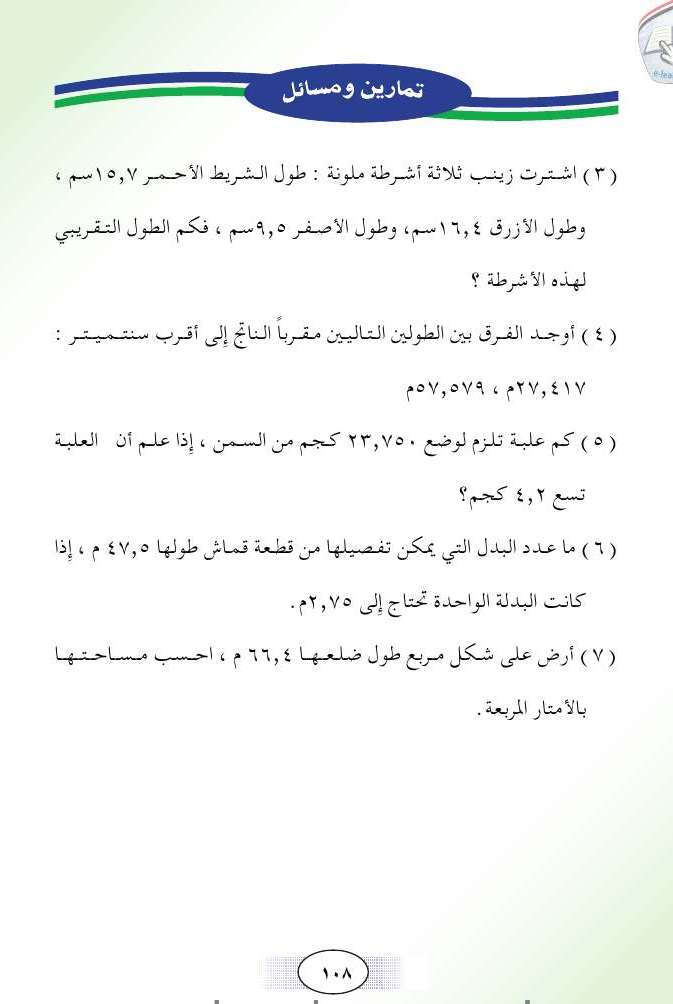 e-lea
تمارين ومسائل
( ٣ ) اشترت زينب ثلاثة أشرطة ملونة : طول الشريط الأحمر ١٥,٧سم ،
وطول الأزرق ١٦,٤سم، وطول الأصفر ٩,٥سم ، فكم الطول التقريبي
لهذه الأشرطة ؟
( ٤ ) أوجد الفرق بين الطولين التاليين مقرباً الناتج إلى أقرب سنتميتر :
٢٧,٤١٧م ، ٥٧,٥٧٩م
( ٥ ) كم علبة تلزم لوضع ٢٣,٧٥٠ كجم من السمن ، إذا علم أن العلبة
تسع ٤,٢ كجم؟
( ٦ ) ما عدد البدل التي يمكن تفصيلها من قطعة قماش طولها ٤٧,٥ م ، إذا
كانت البدلة الواحدة تحتاج إلى ٢,٧٥م.
( ٧ ) أرض على شكل مربع طول ضلعها ٦٦,٤ م ، احسب مساحتها
بالأمتار المربعة .
١٠٨